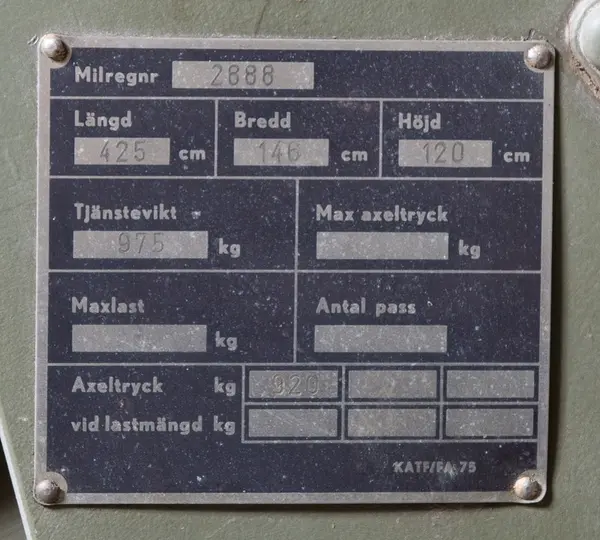 Milregnr 2888
Längd Bredd Höjd
425 cm 146 cm 120 cm
Tjänstevikt Max axeltryck
975 kg kg
Maxlast Antal pass
kg
Axeltryck kg 920
vid lastmängd kg
KATF/FA 75